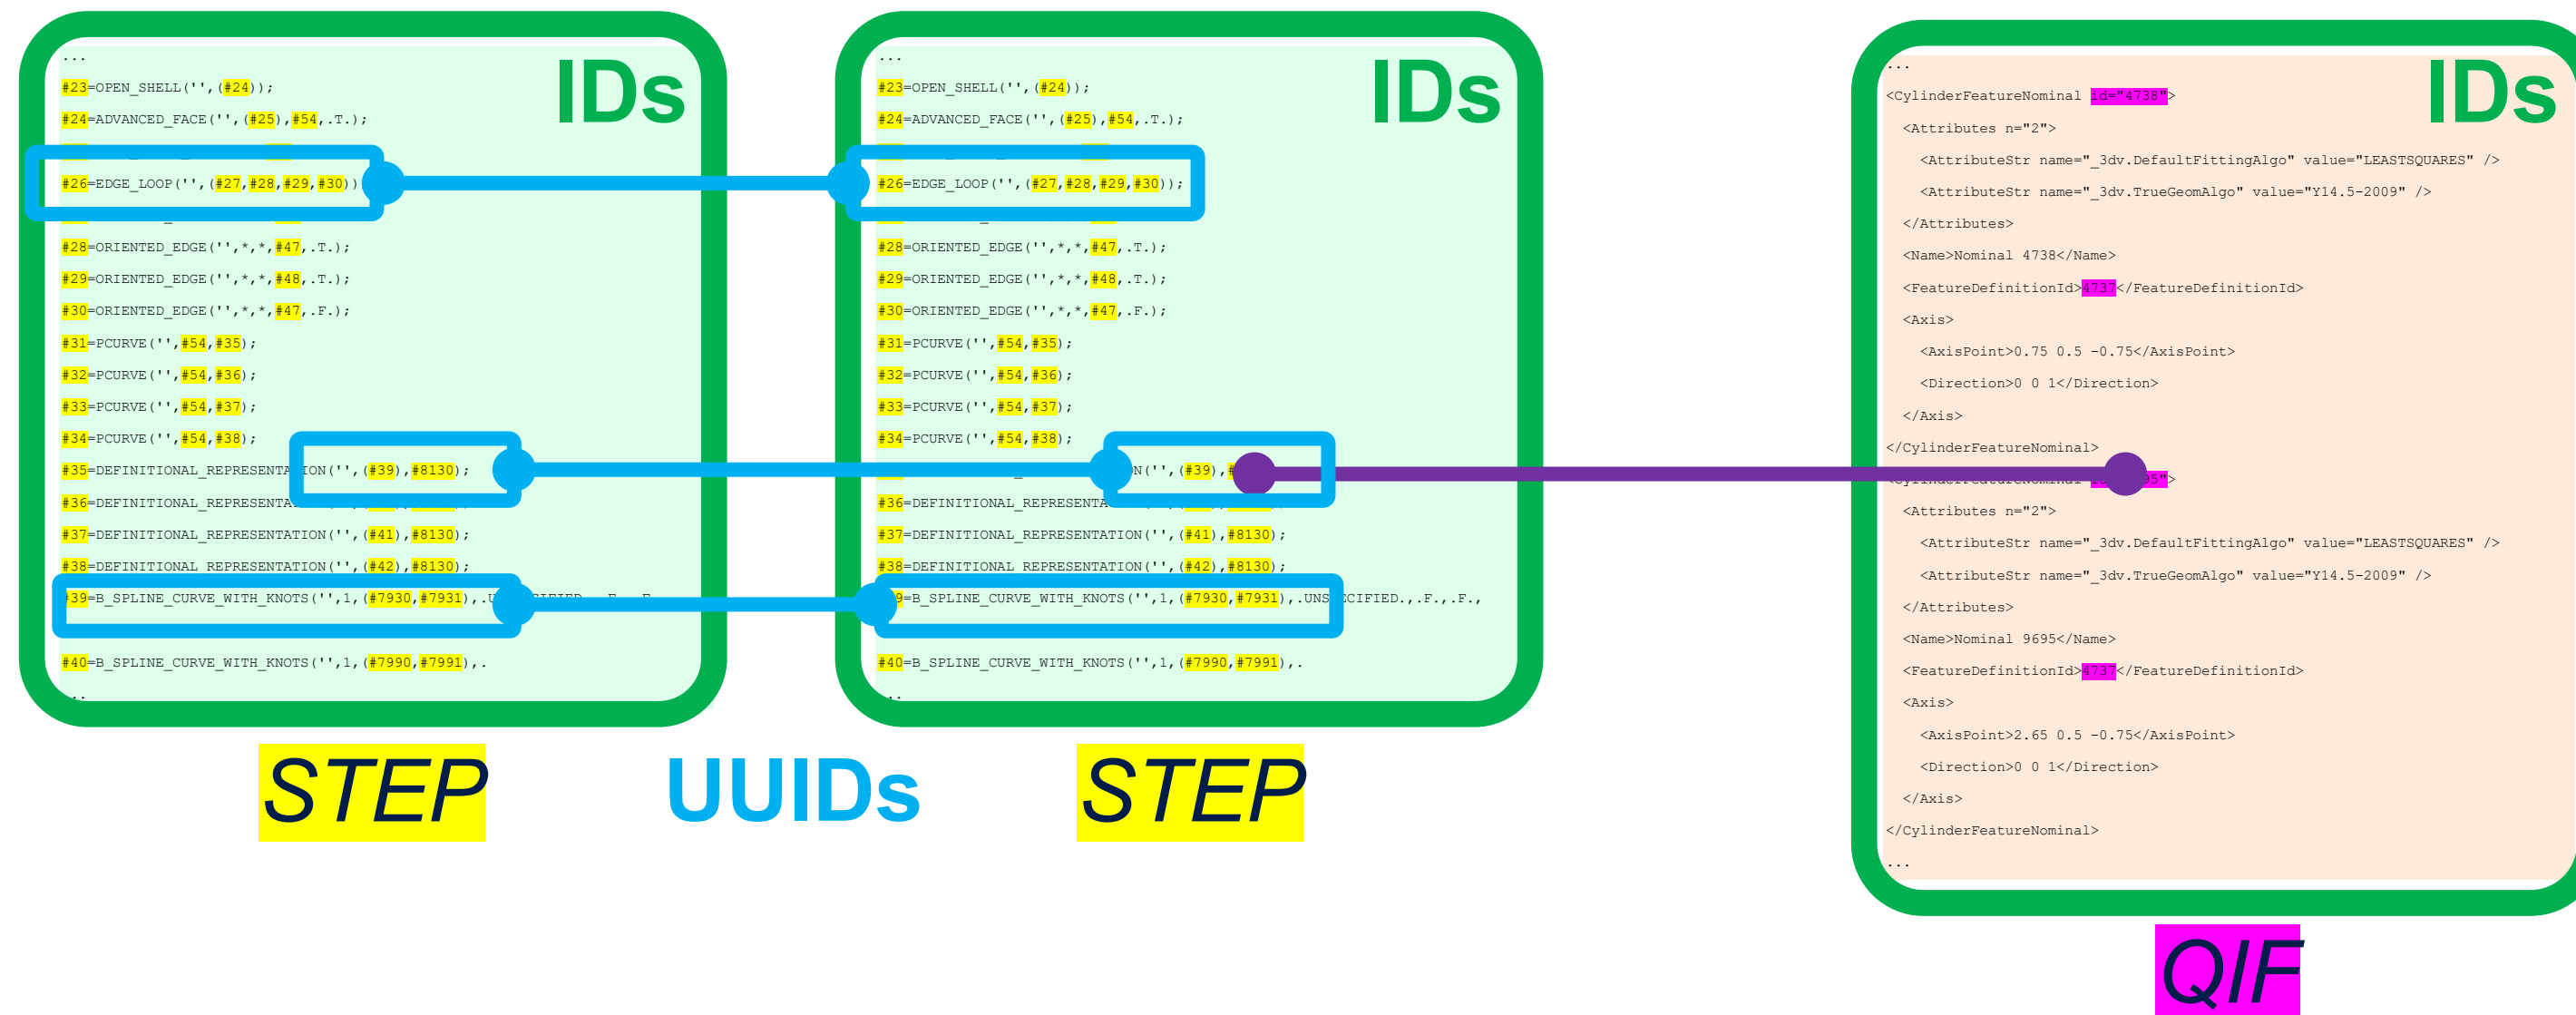 ...
IDs
#23=OPEN_SHELL('',(#24));
#24=ADVANCED_FACE('',(#25),#54,.T.);
#26=EDGE_LOOP('',(#27,#28,#29,#30))
#28=ORIENTED_EDGE('',*,*,#47,.T.);
#29=ORIENTED_EDGE('',*,*,#48,.T.);
#30=ORIENTED_EDGE('',*,*,#47,.F.);
#31=PCURVE('',#54,#35);
#32=PCURVE('',#54,#36);
#33=PCURVE('',#54,#37);
#34=PCURVE('',#54,#38);
#35=DEFINITIONAL_REPRESENTATION('',(#39),#8130);
#36=DEFINITIONAL_REPRESENTA
#37=DEFINITIONAL_REPRESENTATION('',(#41),#8130);
#38=DEFINITIONAL_REPRESENTATION('',(#42),#8130);
#39=B_SPLINE_CURVE_WITH_KNOTS('',1,(#7930,#7931),.
#40=B_SPLINE_CURVE_WITH_KNOTS('',1,(#7990,#7991),.
...
STEP
UUIDs
...
IDs
#23=OPEN_SHELL('',(#24));
#24=ADVANCED_FACE('',(#25),#54,.T.);
#26=EDGE_LOOP('',(#27,#28,#29,#30));
#28=ORIENTED_EDGE('',*,*,#47,.T.);
#29=ORIENTED_EDGE('',*,*,#48,.T.);
#30=ORIENTED_EDGE('',*,*,#47,.F.);
#31=PCURVE('',#54,#35);
#32=PCURVE('',#54,#36);
#33=PCURVE('',#54,#37);
#34=PCURVE('',#54,#38);
N('',(#39),#
#36=DEFINITIONAL_REPRESENTA
#37=DEFINITIONAL_REPRESENTATION('',(#41),#8130);
#38=DEFINITIONAL_REPRESENTATION('',(#42),#8130);
9=B_SPLINE_CURVE_WITH_KNOTS('',1,(#7930,#7931),.UNSPECIFIED.,.F.,.F.,
#40=B_SPLINE_CURVE_WITH_KNOTS('',1,(#7990,#7991),.
..
STEP
...
IDs
<CylinderFeatureNominal id="4738">
<Attributes n="2">
<AttributeStr name="_3dv.DefaultFittingAlgo" value="LEASTSQUARES" />
<AttributeStr name="_3dv.TrueGeomAlgo" value="Y14.5-2009" />
</Attributes>
<Name>Nominal 4738</Name>
<FeatureDefinitionId>4737</FeatureDefinitionId>
<Axis>
<AxisPoint>0.75 0.5 -0.75</AxisPoint>
<Direction>0 0 1</Direction>
</Axis>
</CylinderFeatureNominal>
<CylinderFeatureNominal 95">
<Attributes n="2">
<AttributeStr name="_3dv.DefaultFittingAlgo" value="LEASTSQUARES" />
<AttributeStr name="_3dv.TrueGeomAlgo" value="Y14.5-2009" />
</Attributes>
<Name>Nominal 9695</Name>
<FeatureDefinitionId>4737</FeatureDefinitionId>
<Axis>
<AxisPoint>2.65 0.5 -0.75</AxisPoint>
<Direction>0 0 1</Direction>
</Axis>
</CylinderFeatureNominal>
...
QIF